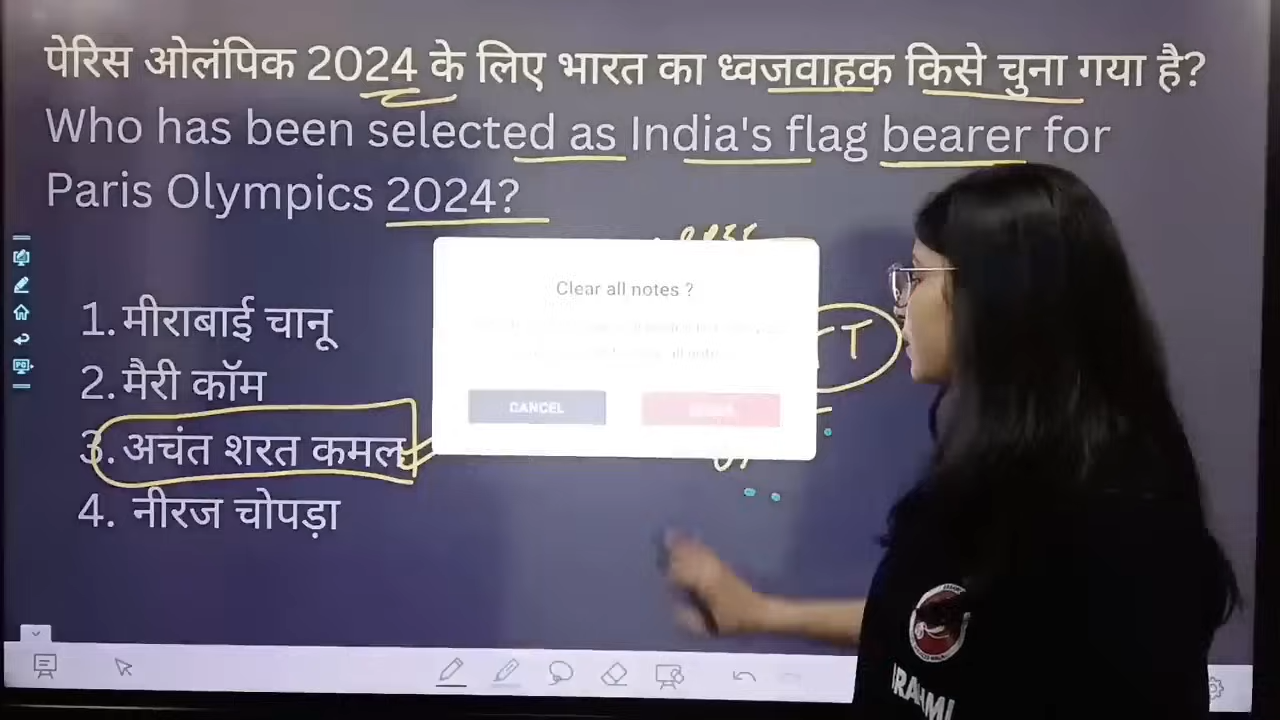 पेरिस ओलंपिक 2024 के लिए भारत का ध्वजवाहक किसे चुना गया है?
Who has been selected as India's flag bearer for
Paris Olympics 2024?
Clear all notes ?
CANCEL
1. मीराबाई चानू
2. मैरी कॉम
3. अचंत शरत कमल
4. नीरज चोपड़ा